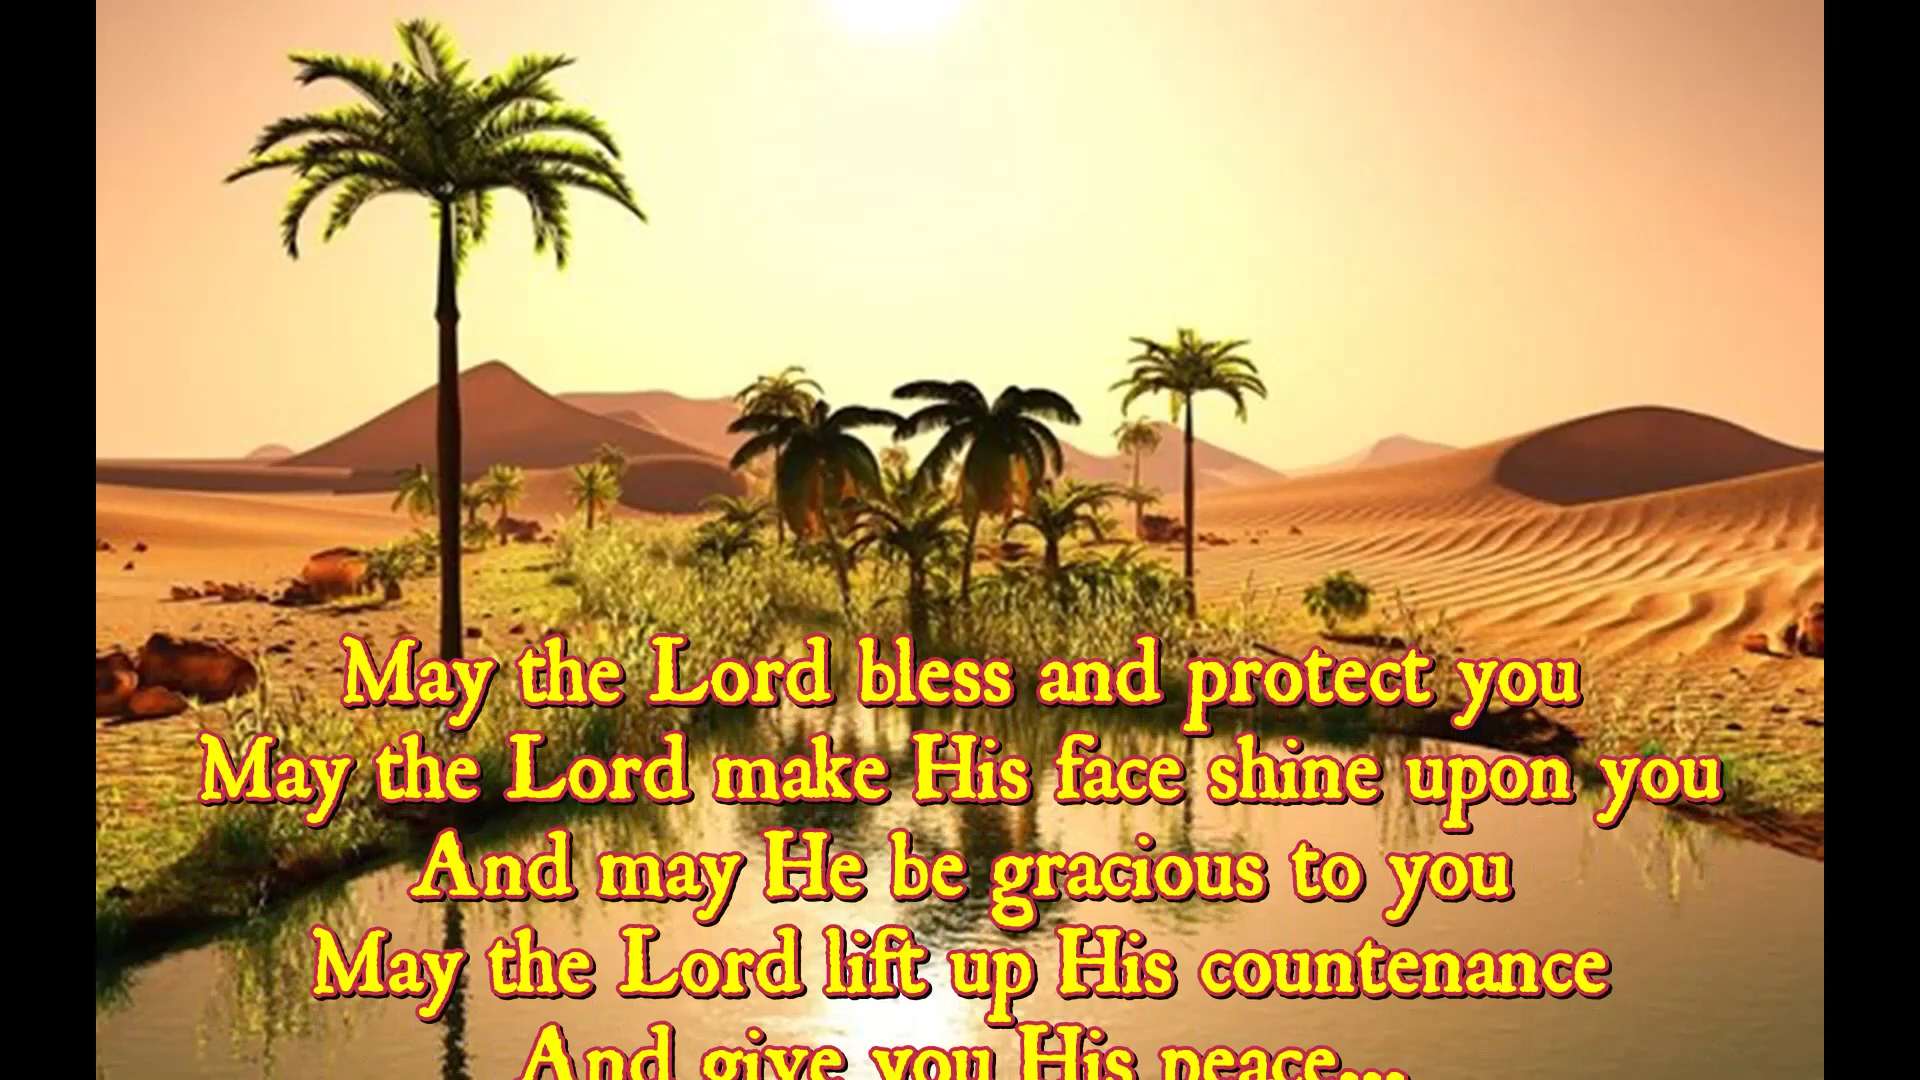 May the Lord bless and protect you
May the Lord make His face shine upon you
And may He be gracious to you
May the Lord lift up His countenance
And give you His peace...